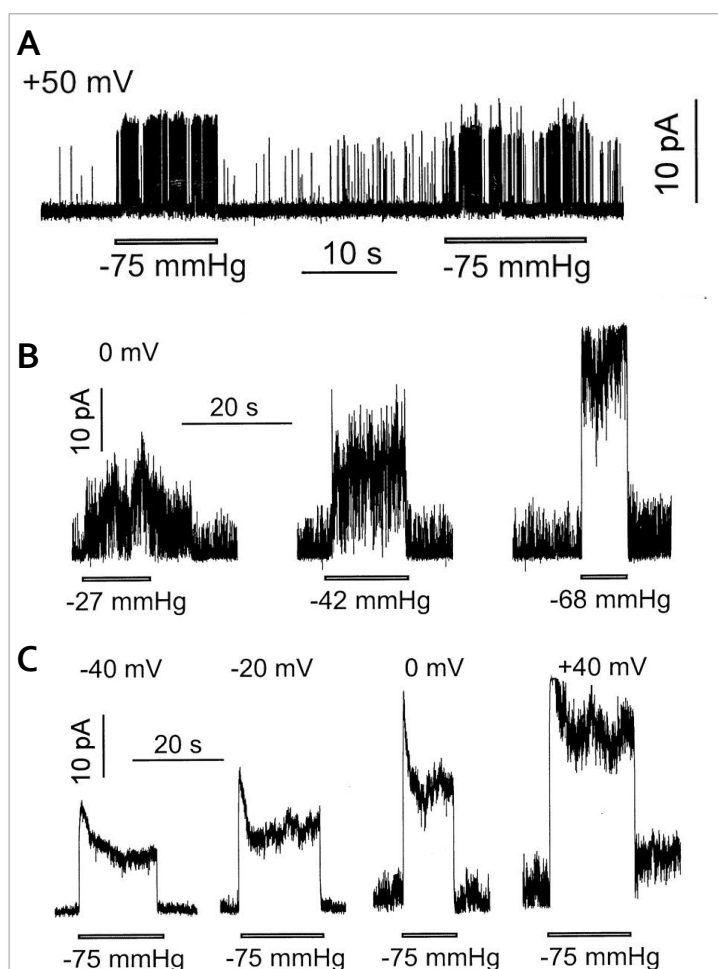 A
+50 mV
10 pA
-75 mmHg
10 s
-75 mmHg
B
0 mV
10 pA
20 s
-27 mmHg
-42 mmHg
-68 mmHg
C
-40 mV
-20 mV
0 mV
+40 mV
10 pA
20 s
-75 mmHg
-75 mmHg
-75 mmHg
-75 mmHg